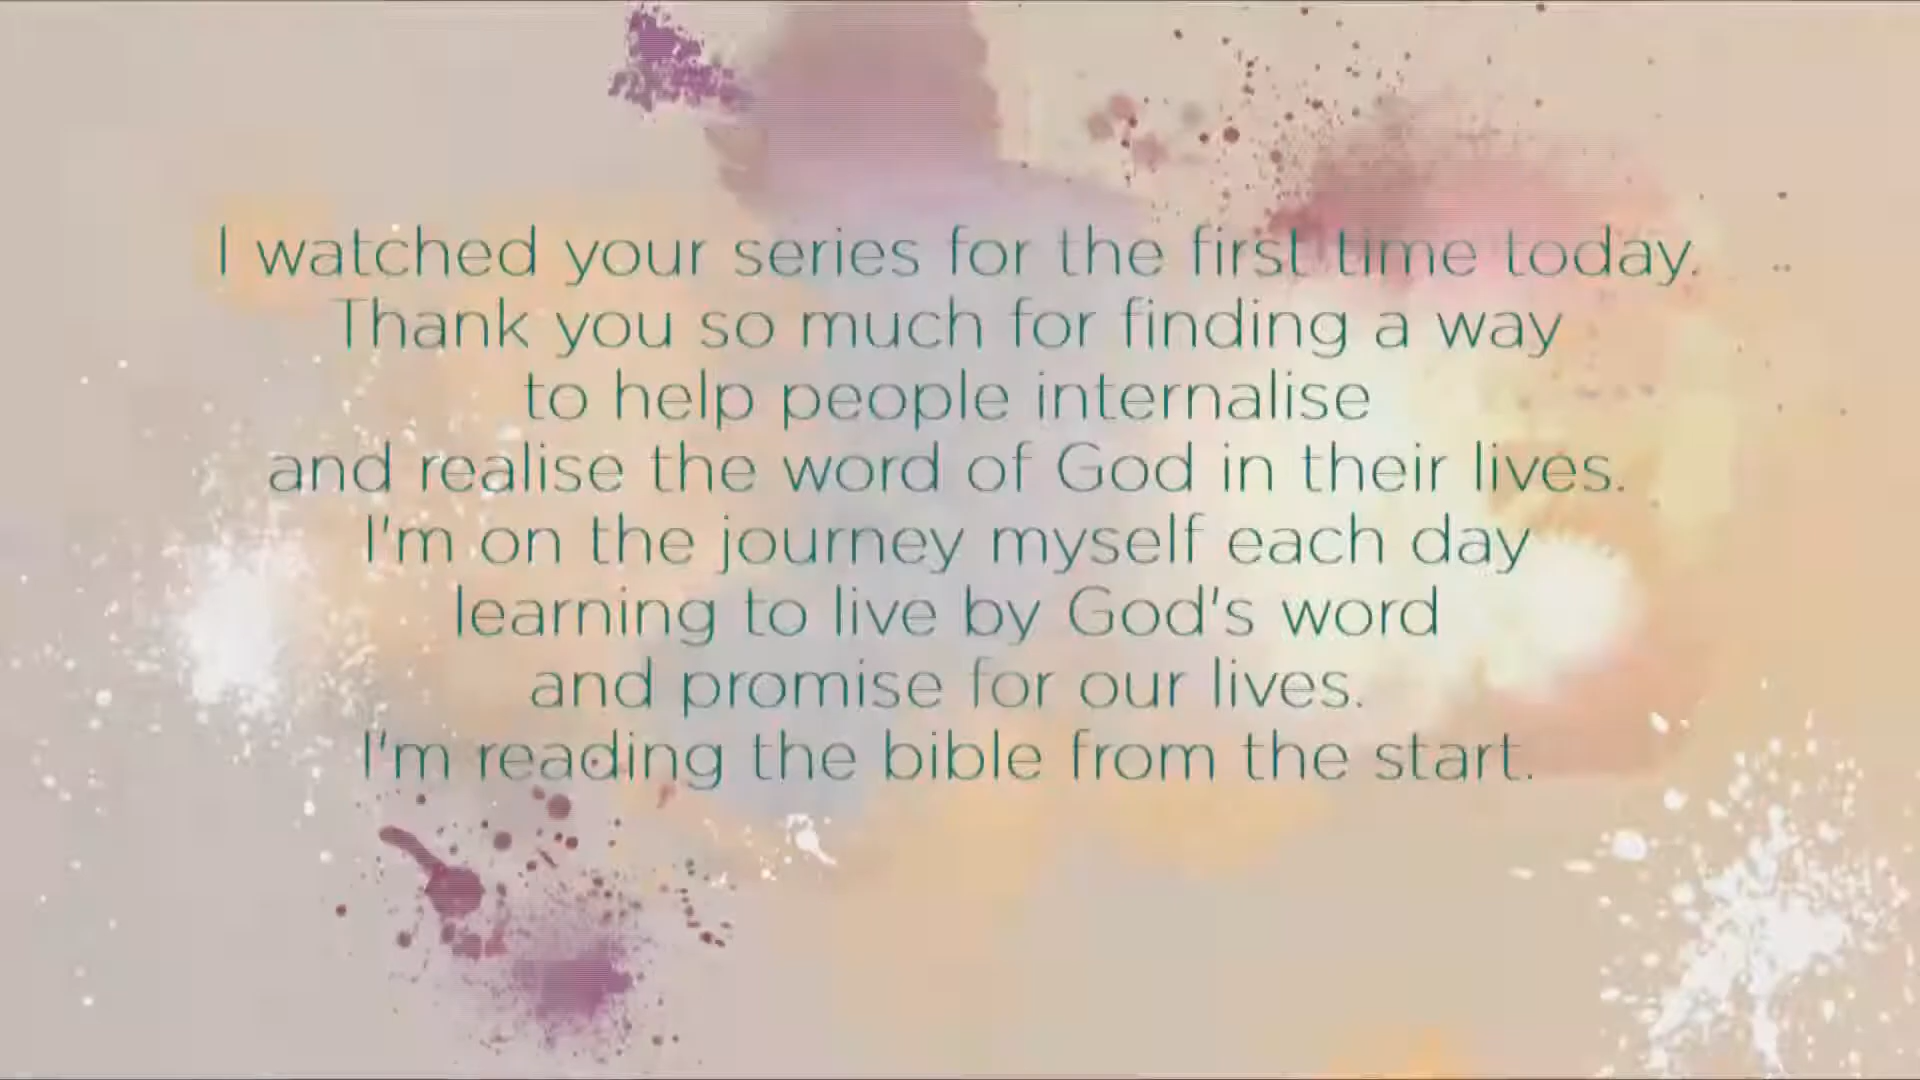 I watched your series for the first time today.
Thank you so much for finding a way
to help people internalise
and realise the word of God in their lives.
I'm on the journey myself each day
learning to live by God's word
and promise for our lives.
I'm reading the bible from the start.